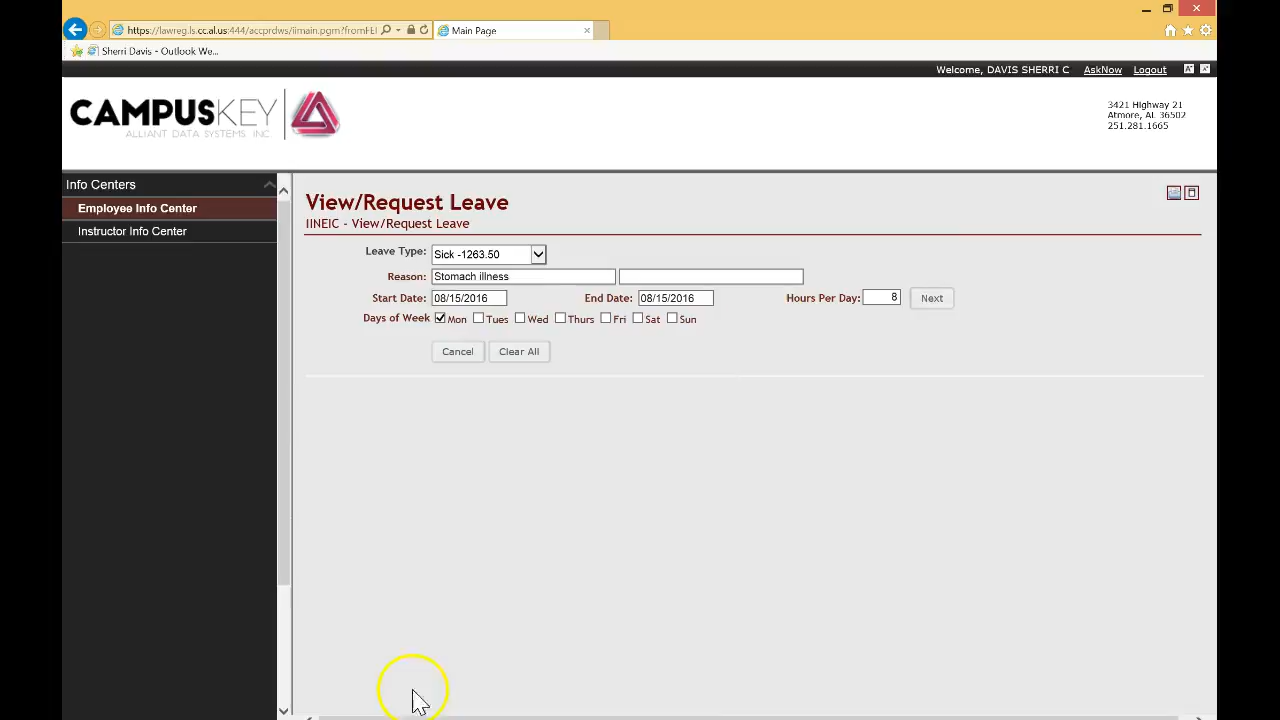 https://lawreg.ls.cc.al.us:444/accprdws/iimain.pgm?fromFEI
Main Page
Sherri Davis - Outlook We...
Welcome, DAVIS SHERRI C AskNow Logout
CAMPUSKEY
ALLIANT DATA SYSTEMS INC.
3421 Highway 21
Atmore, AL 36502
251.281.1665
Info Centers
Employee Info Center
Instructor Info Center
View/Request Leave
IINEIC - View/Request Leave
Leave Type: Sick -1263.50
Reason: Stomach illness
Start Date: 08/15/2016 End Date: 08/15/2016 Hours Per Day: 8 Next
Days of Week Mon Tues Wed Thurs Fri Sat Sun
Cancel Clear All